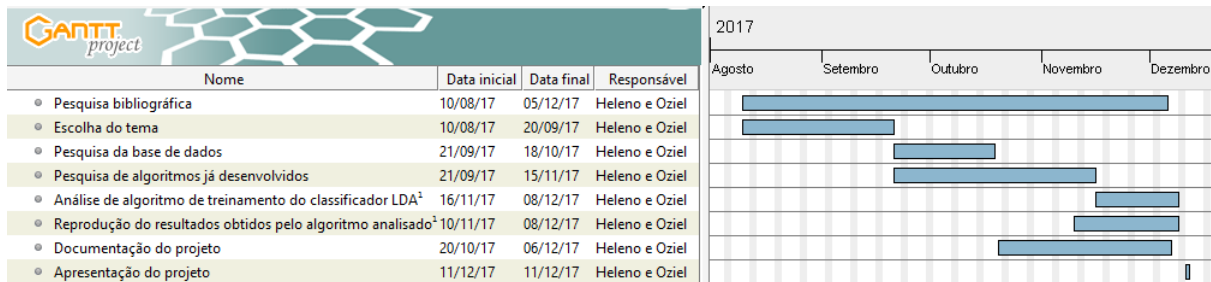 GANTT
project
2017
Agosto Setembro Outubro Novembro Dezembro
Nome Data inicial Data final Responsável
Pesquisa bibliográfica 10/08/17 05/12/17 Heleno e Oziel
Escolha do tema 10/08/17 20/09/17 Heleno e Oziel
Pesquisa da base de dados 21/09/17 18/10/17 Heleno e Oziel
Pesquisa de algoritmos já desenvolvidos 21/09/17 15/11/17 Heleno e Oziel
Análise de algoritmo de treinamento do classificador LDA¹ 16/11/17 08/12/17 Heleno e Oziel
Reprodução do resultados obtidos pelo algoritmo analisado¹ 10/11/17 08/12/17 Heleno e Oziel
Documentação do projeto 20/10/17 06/12/17 Heleno e Oziel
Apresentação do projeto 11/12/17 11/12/17 Heleno e Oziel